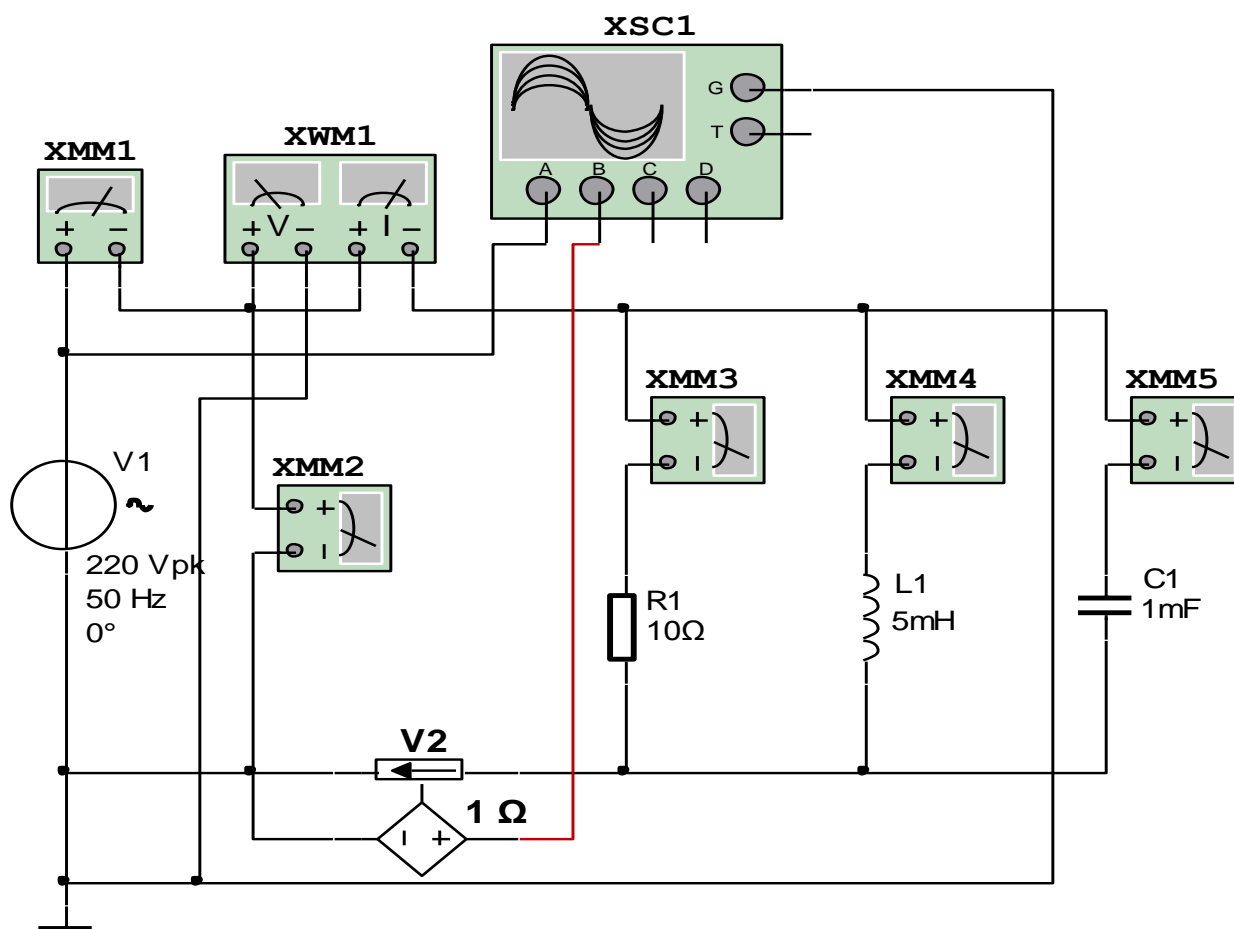 XSC1
G
T
A B C D
XMM1
+ -
XWM1
+ V - + I -
XMM3
+
-
XMM4
+
-
XMM5
+
-
V1
220 Vpk
50 Hz
0°
XMM2
+
-
R1
10Ω
L1
5mH
C1
1mF
V2
1 Ω
- +